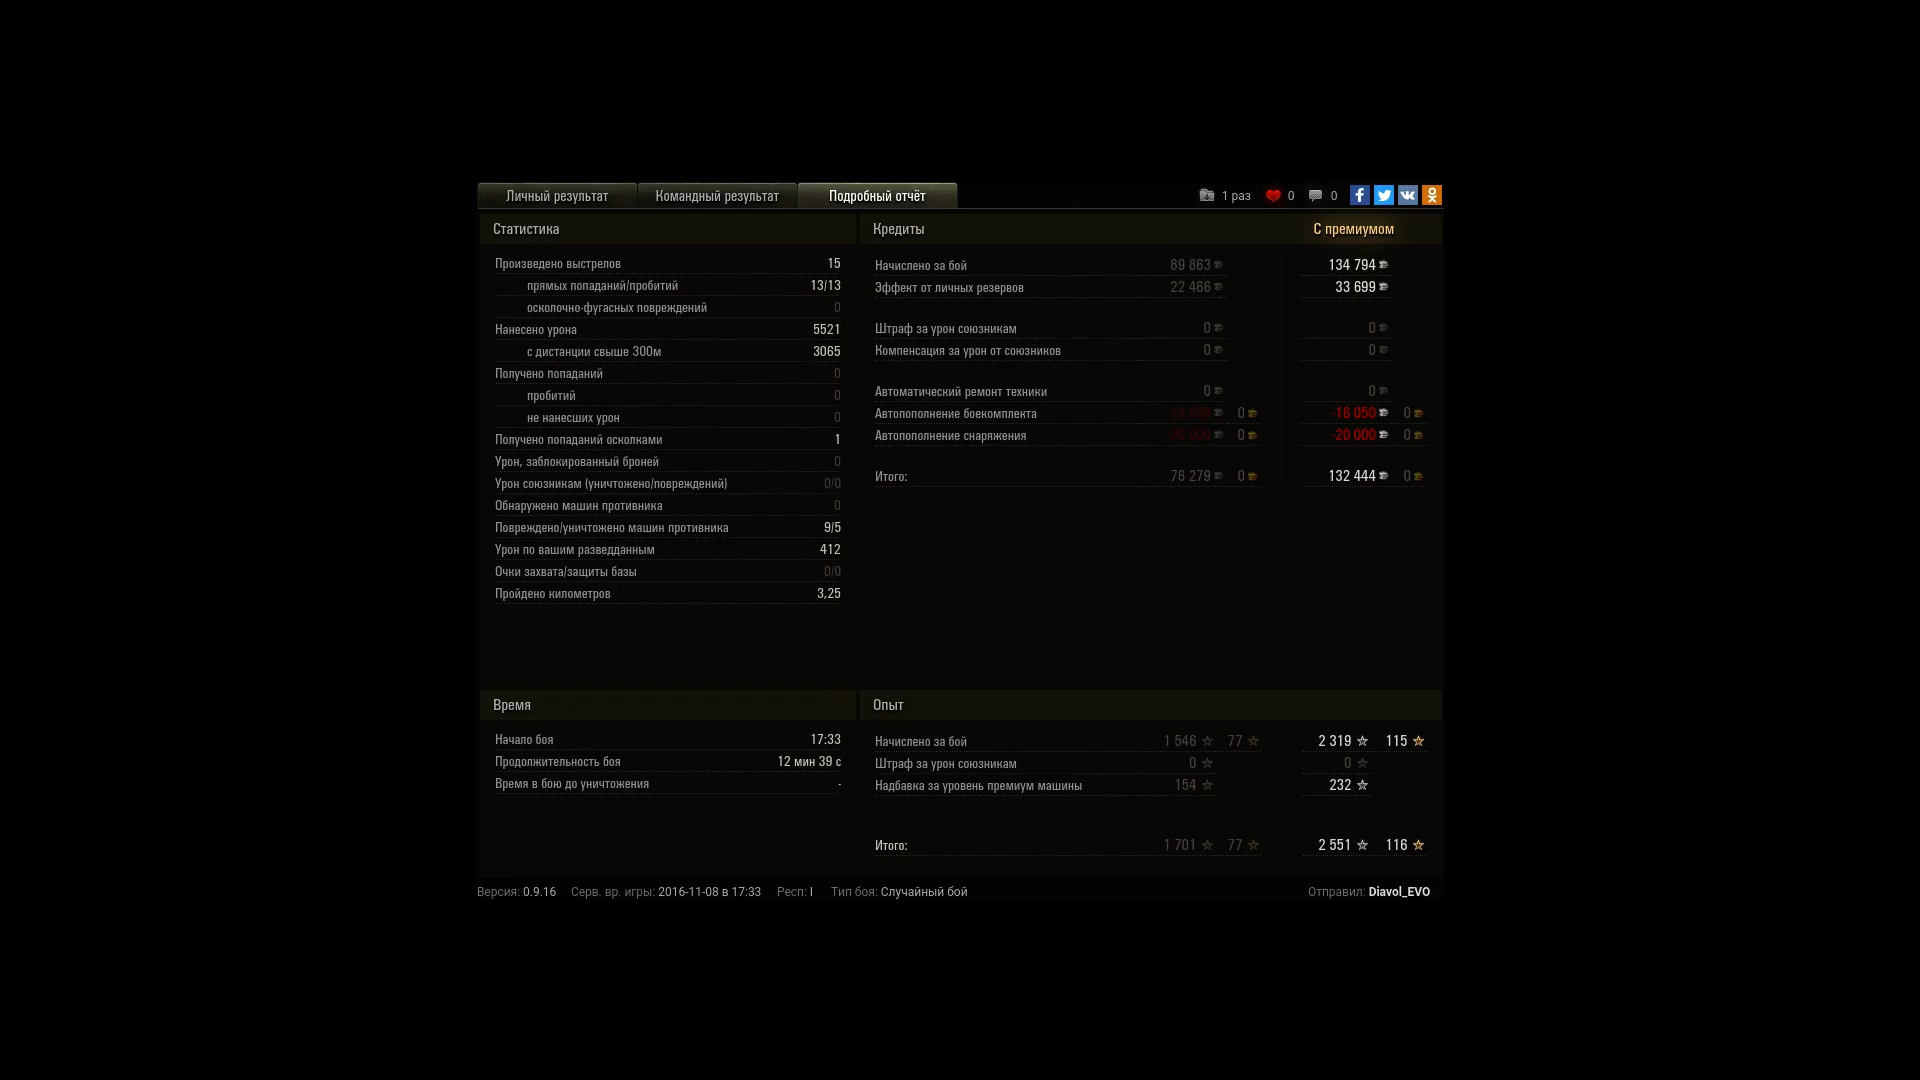 Личный результат Командный результат Подробный отчёт 1 раз 0 0
Статистика
Произведено выстрелов 15
прямых попаданий/пробитий 13/13
осколочно-фугасных повреждений 0
Нанесено урона 5521
с дистанции свыше 300м 3065
Получено попаданий 0
пробитий 0
не нанесших урон 0
Получено попаданий осколками 1
Урон, заблокированный броней 0
Урон союзникам (уничтожено/повреждений) 0/0
Обнаружено машин противника 0
Повреждено/уничтожено машин противника 9/5
Урон по вашим разведданным 412
Очки захвата/защиты базы 0/0
Пройдено километров 3,25
Кредиты С премиумом
Начислено за бой 89 863 134 794
Эффект от личных резервов 22 466 33 699
Штраф за урон союзникам 0 0
Компенсация за урон от союзников 0 0
Автоматический ремонт техники 0 0
Автопополнение боекомплекта 0 -16 050 0
Автопополнение снаряжения 0 -20 000 0
Итого: 76 279 0 132 444 0
Время
Начало боя 17:33
Продолжительность боя 12 мин 39 с
Время в бою до уничтожения -
Опыт
Начислено за бой 1 546 77 2 319 115
Штраф за урон союзникам 0 0
Надбавка за уровень премиум машины 154 232
Итого: 1 701 77 2 551 116
Версия: 0.9.16 Серв. вр. игры: 2016-11-08 в 17:33 Респ: I Тип боя: Случайный бой Отправил: Diavol_EVO